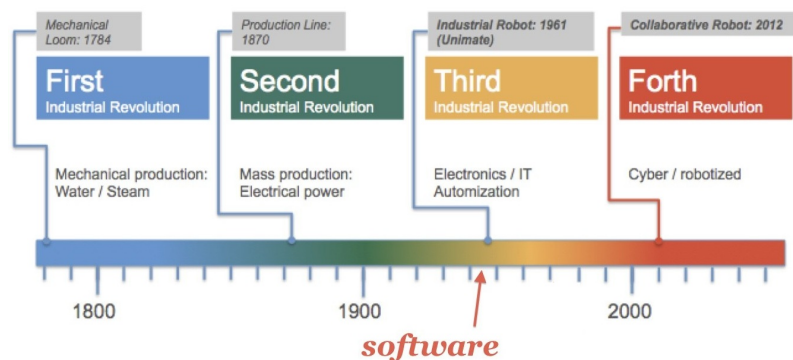 Mechanical
Loom: 1784
Production Line:
1870
Industrial Robot: 1961
(Unimate)
Collaborative Robot: 2012
First
Industrial Revolution
Second
Industrial Revolution
Third
Industrial Revolution
Forth
Industrial Revolution
Mechanical production:
Water / Steam
Mass production:
Electrical power
Electronics / IT
Automization
Cyber / robotized
1800
1900
2000
software